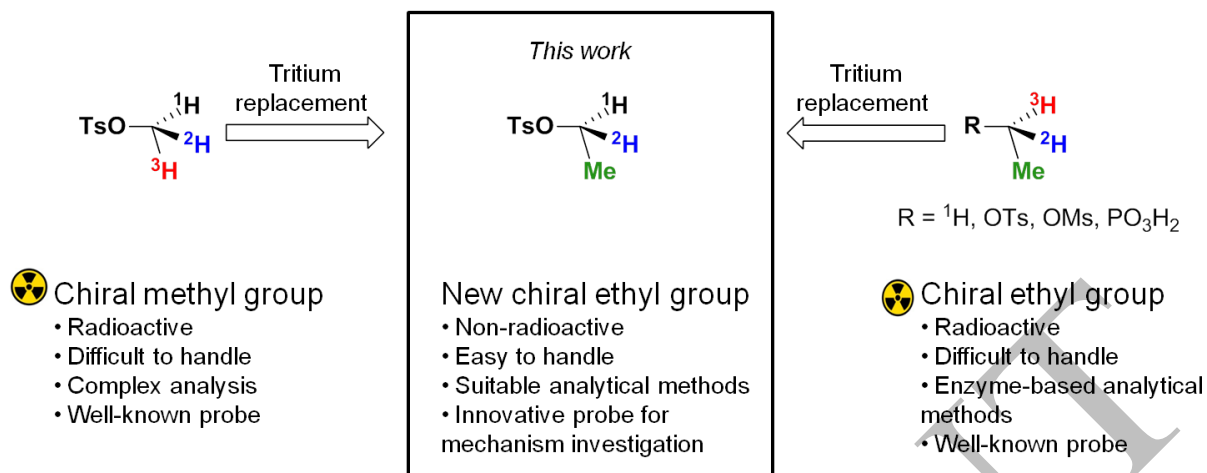 Tritium
replacement
TsO
¹H
²H
³H
Chiral methyl group
• Radioactive
• Difficult to handle
• Complex analysis
• Well-known probe
This work
TsO
¹H
²H
Me
New chiral ethyl group
• Non-radioactive
• Easy to handle
• Suitable analytical methods
• Innovative probe for
mechanism investigation
Tritium
replacement
R
³H
²H
Me
R = ¹H, OTs, OMs, PO₃H₂
Chiral ethyl group
• Radioactive
• Difficult to handle
• Enzyme-based analytical
methods
• Well-known probe